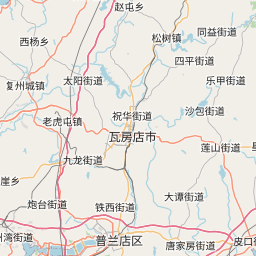 赵屯乡
同益街道
西杨乡
松树镇
四平街道
太阳街道
乐甲街道
复州城镇
祝华街道
沙包街道
老虎屯镇
瓦房店市
莲山街道
九龙街道
崖乡
大谭街道
炮台街道
铁西街道
湾街道
普兰店区
唐家房街道
皮口街道